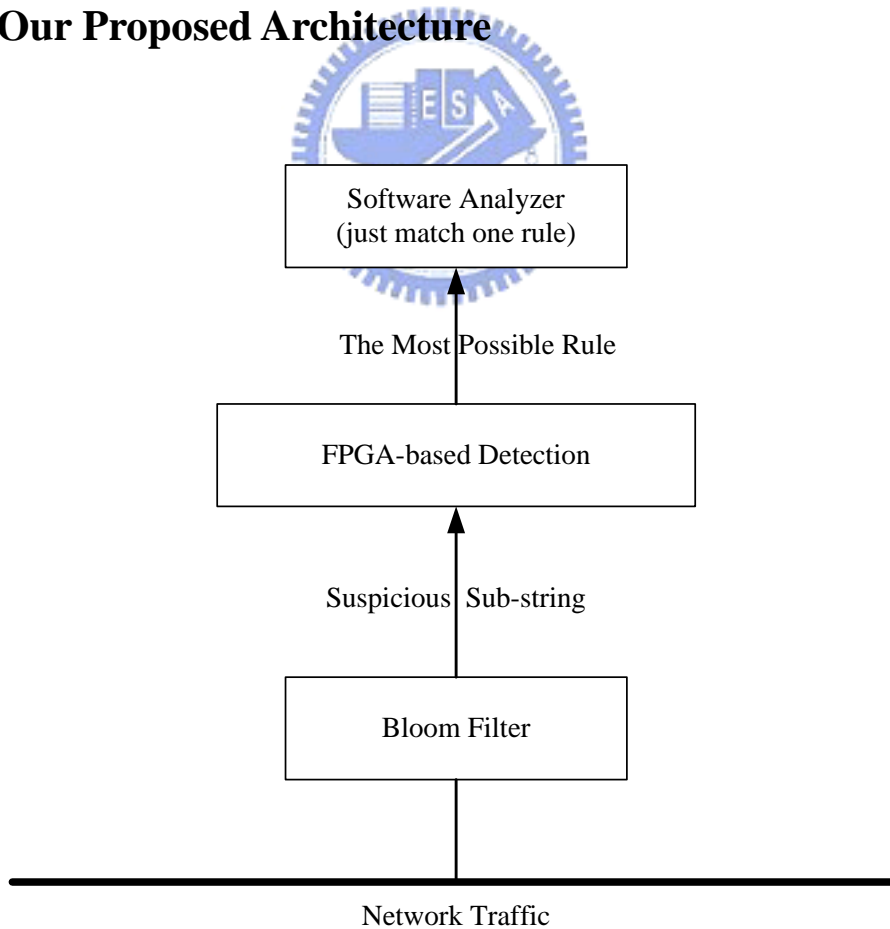 Our Proposed Architecture
E S A
Software Analyzer
(just match one rule)
The Most Possible Rule
FPGA-based Detection
Suspicious Sub-string
Bloom Filter
Network Traffic